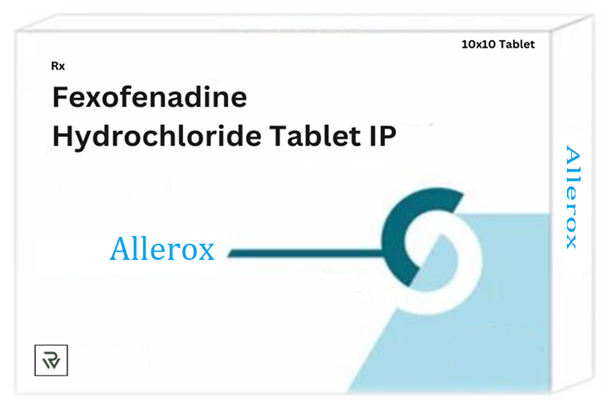 10x10 Tablet
Rx
Fexofenadine
Hydrochloride Tablet IP
Allerox
Allerox